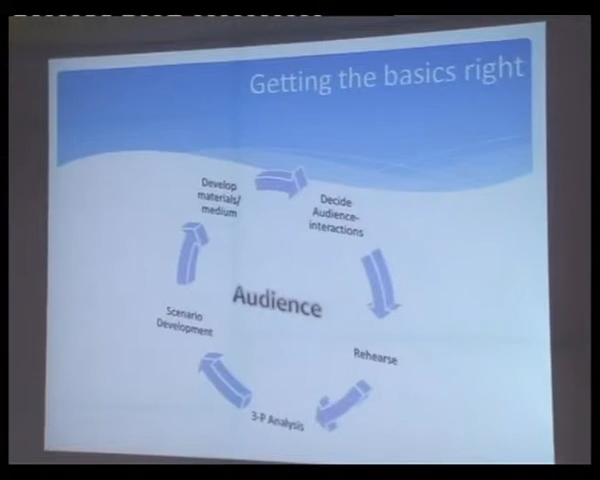 Getting the basics right
Develop
materials/
medium
Decide
Audience-
interactions
Audience
Scenario
Development
Rehearse
3-P Analysis